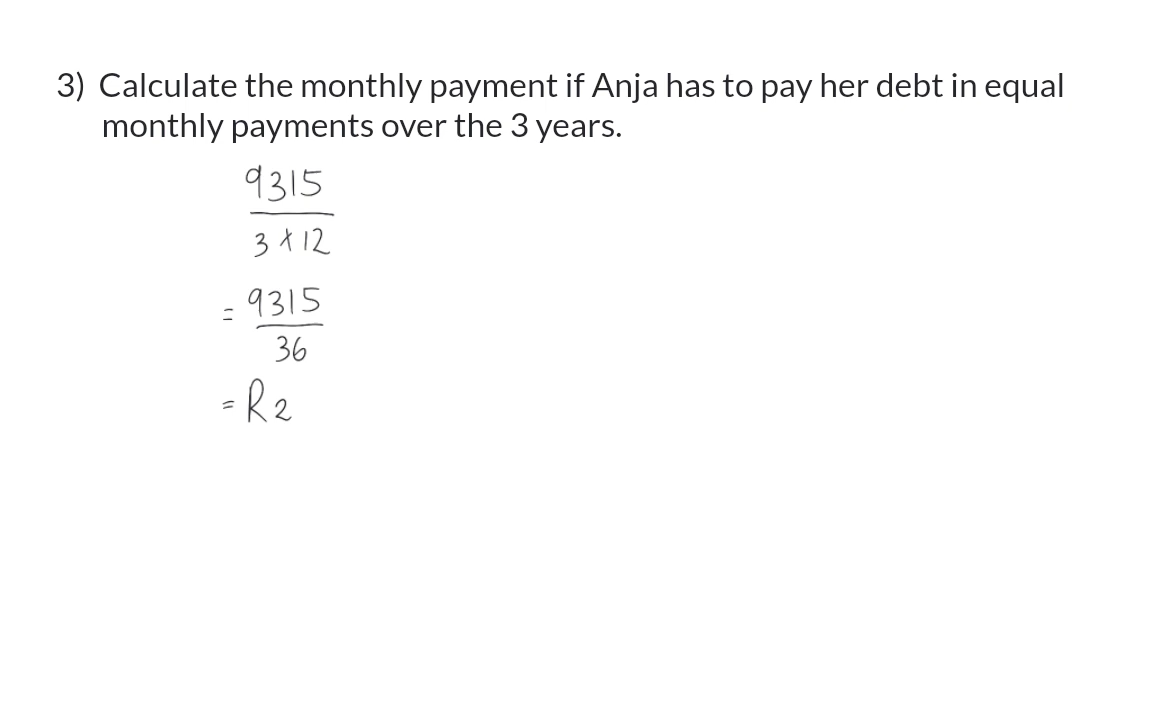 3) Calculate the monthly payment if Anja has to pay her debt in equal
monthly payments over the 3 years.
9315
3 x 12
= 9315
36
= R2